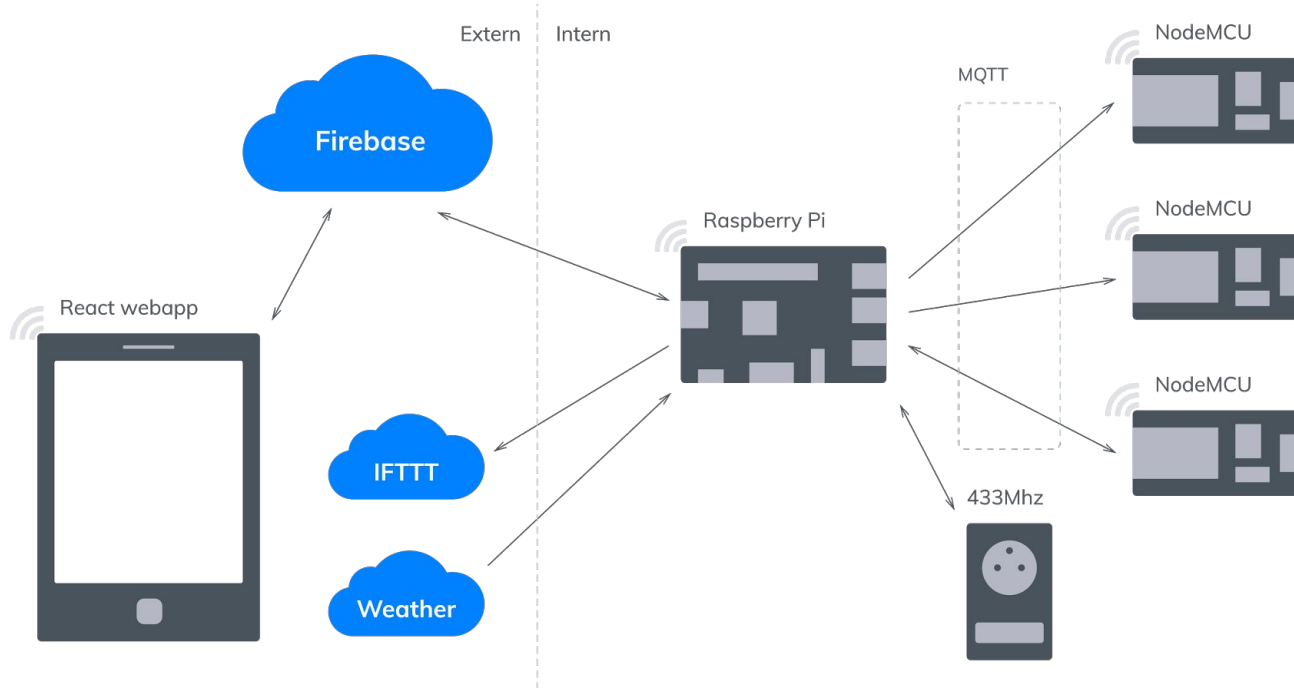 Extern
Intern
NodeMCU
MQTT
Firebase
NodeMCU
Raspberry Pi
React webapp
NodeMCU
IFTTT
433Mhz
Weather